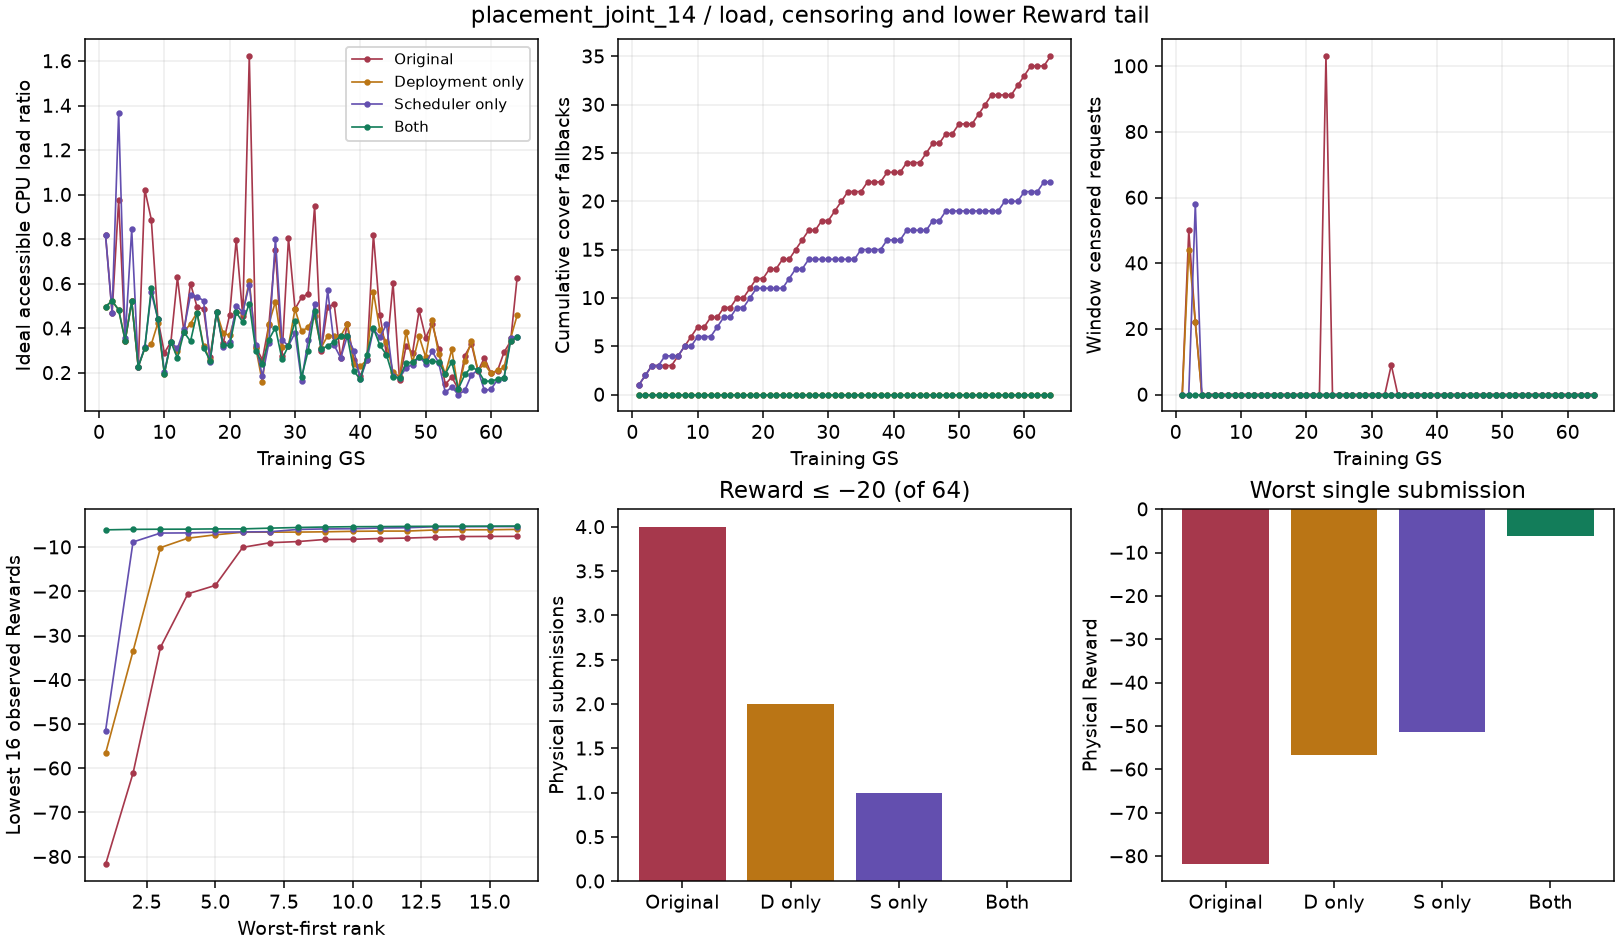 placement_joint_14 / load, censoring and lower Reward tail
Ideal accessible CPU load ratio
1.6
1.4
1.2
1.0
0.8
0.6
0.4
0.2
0 10 20 30 40 50 60
Training GS
Original
Deployment only
Scheduler only
Both
Cumulative cover fallbacks
35
30
25
20
15
10
5
0
0 10 20 30 40 50 60
Training GS
Window censored requests
100
80
60
40
20
0
0 10 20 30 40 50 60
Training GS
Lowest 16 observed Rewards
−10
−20
−30
−40
−50
−60
−70
−80
2.5 5.0 7.5 10.0 12.5 15.0
Worst-first rank
Reward ≤ −20 (of 64)
Physical submissions
4.0
3.5
3.0
2.5
2.0
1.5
1.0
0.5
0.0
Original D only S only Both
Worst single submission
Physical Reward
0
−10
−20
−30
−40
−50
−60
−70
−80
Original D only S only Both